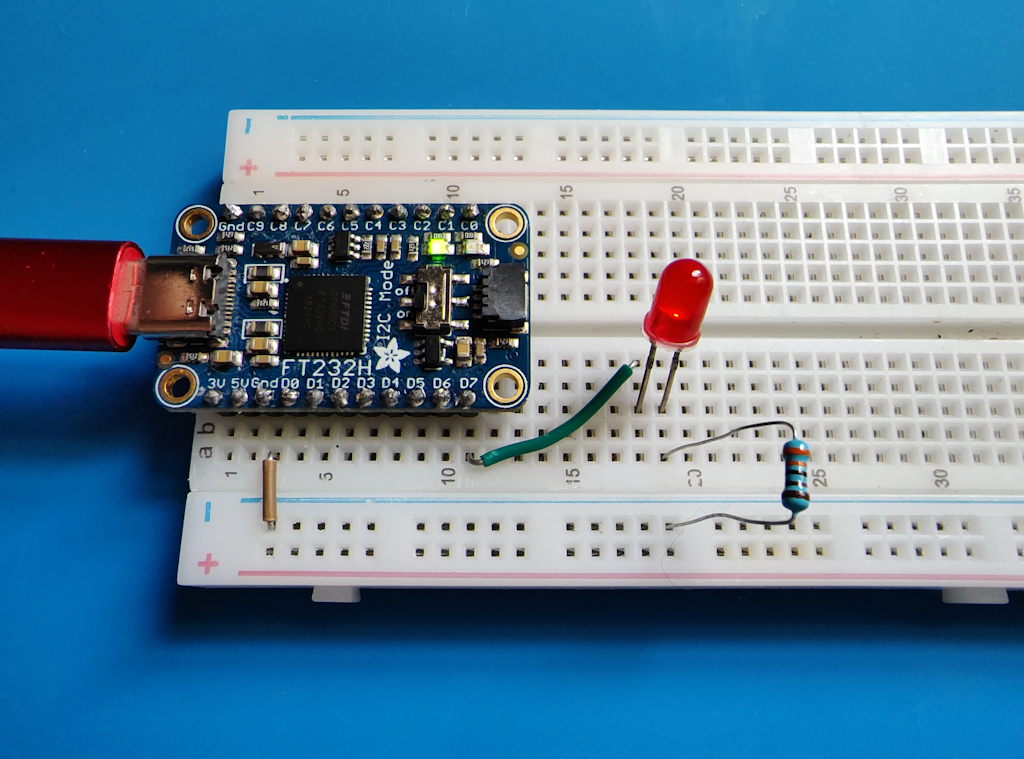 - +
1 5 10 15 20 25 30 35
Gnd C9 C8 C7 C6 C5 C4 C3 C2 C1 C0
I2C Mode
FTDI
FT232H
3V 5V Gnd D0 D1 D2 D3 D4 D5 D6 D7
b
a
1 5 10 15 20 25 30
- +